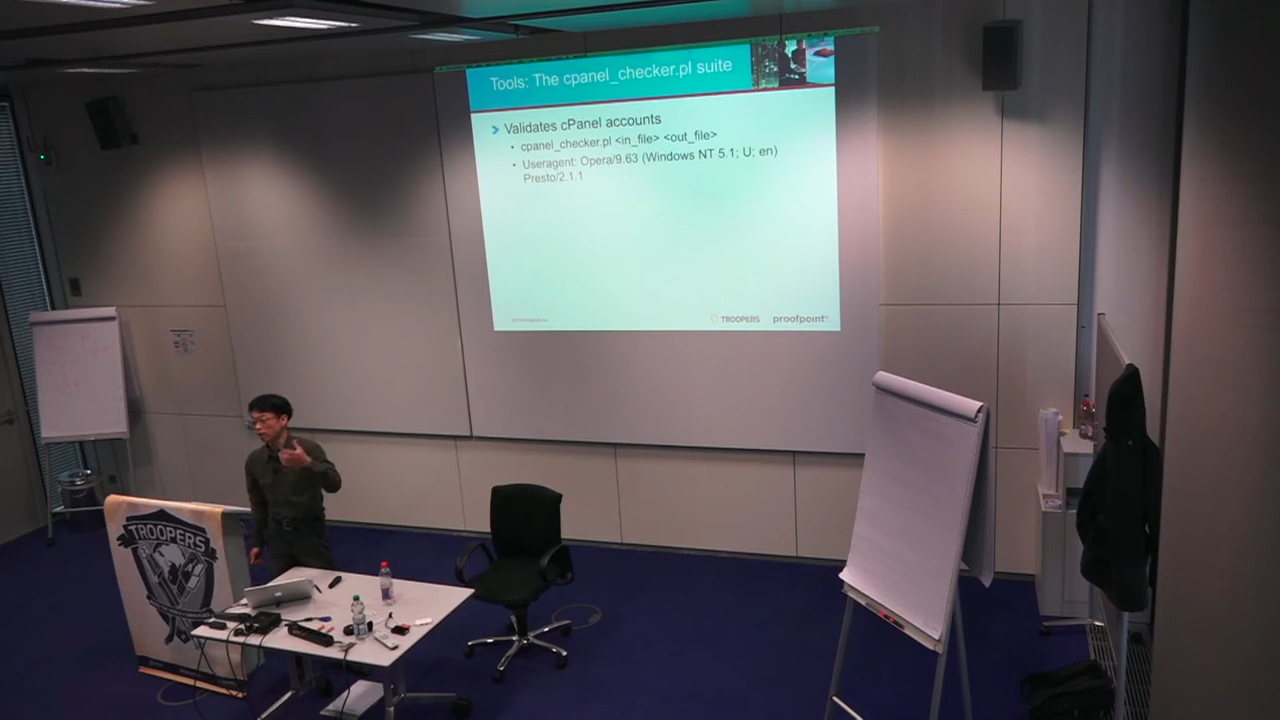 Tools: The cpanel_checker.pl suite
Validates cPanel accounts
cpanel_checker.pl <in_file> <out_file>
Useragent: Opera/9.63 (Windows NT 5.1; U; en)
Presto/2.1.1
TROOPERS
proofpoint
TROOPERS